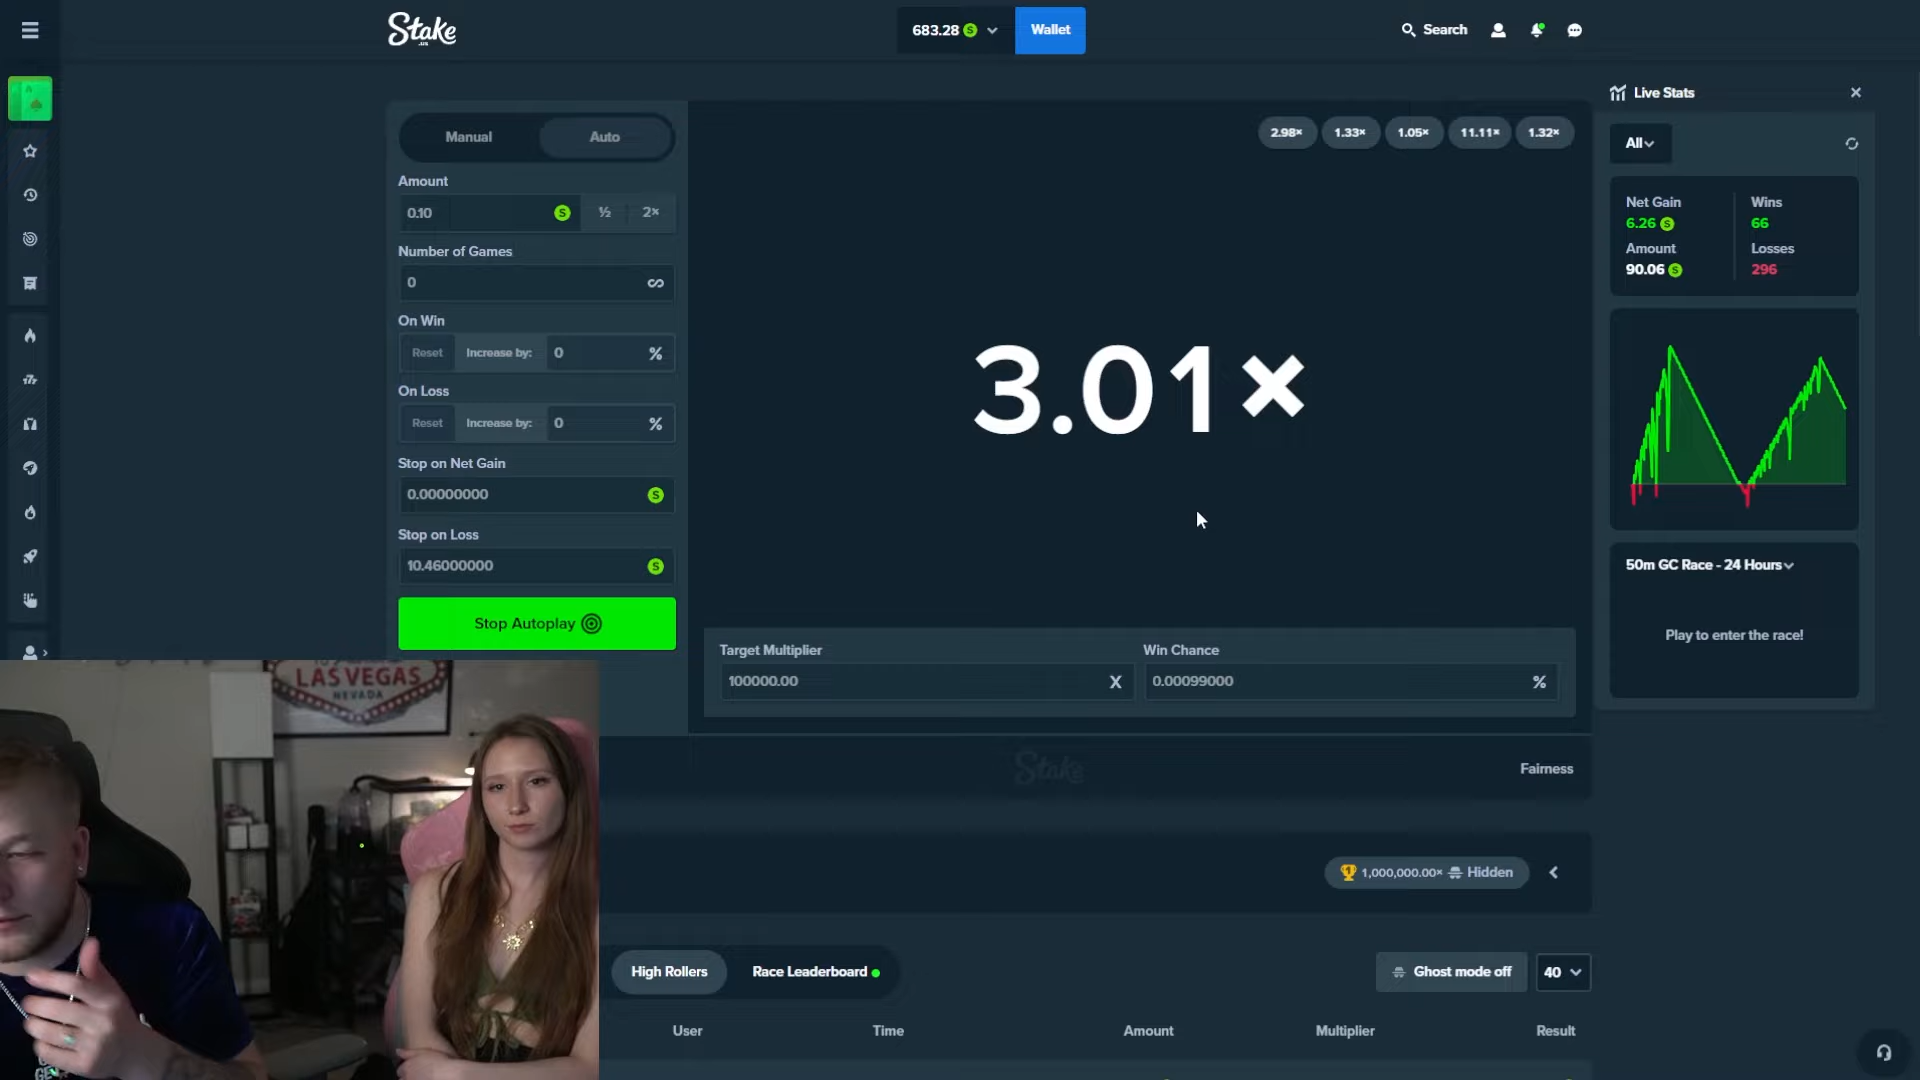 Stake
.us
683.28
Wallet
Search
Manual
Auto
Amount
0.10
½
2×
Number of Games
0
∞
On Win
Reset
Increase by:
0
%
On Loss
Reset
Increase by:
0
%
Stop on Net Gain
0.00000000
Stop on Loss
10.46000000
Stop Autoplay
2.98×
1.33×
1.05×
11.11×
1.32×
3.01×
Target Multiplier
100000.00
X
Win Chance
0.00099000
%
Live Stats
All
Net Gain
6.26
Wins
66
Amount
90.06
Losses
296
50m GC Race - 24 Hours
Play to enter the race!
Stake
Fairness
1,000,000.00×
Hidden
High Rollers
Race Leaderboard
Ghost mode off
40
User
Time
Amount
Multiplier
Result
LAS VEGAS
NEVADA